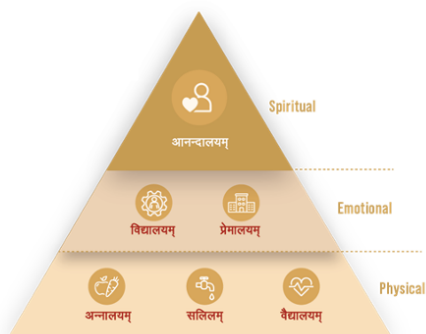 Spiritual
आनन्दालयम्
Emotional
विद्यालयम् प्रेमालयम्
Physical
अन्नालयम् सलिलम् वैद्यालयम्